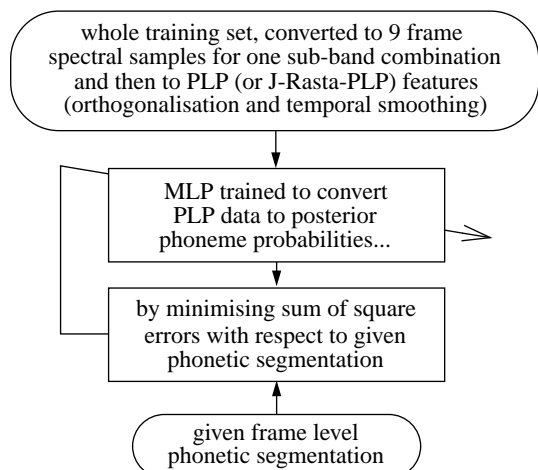 whole training set, converted to 9 frame
spectral samples for one sub-band combination
and then to PLP (or J-Rasta-PLP) features
(orthogonalisation and temporal smoothing)
MLP trained to convert
PLP data to posterior
phoneme probabilities...
by minimising sum of square
errors with respect to given
phonetic segmentation
given frame level
phonetic segmentation